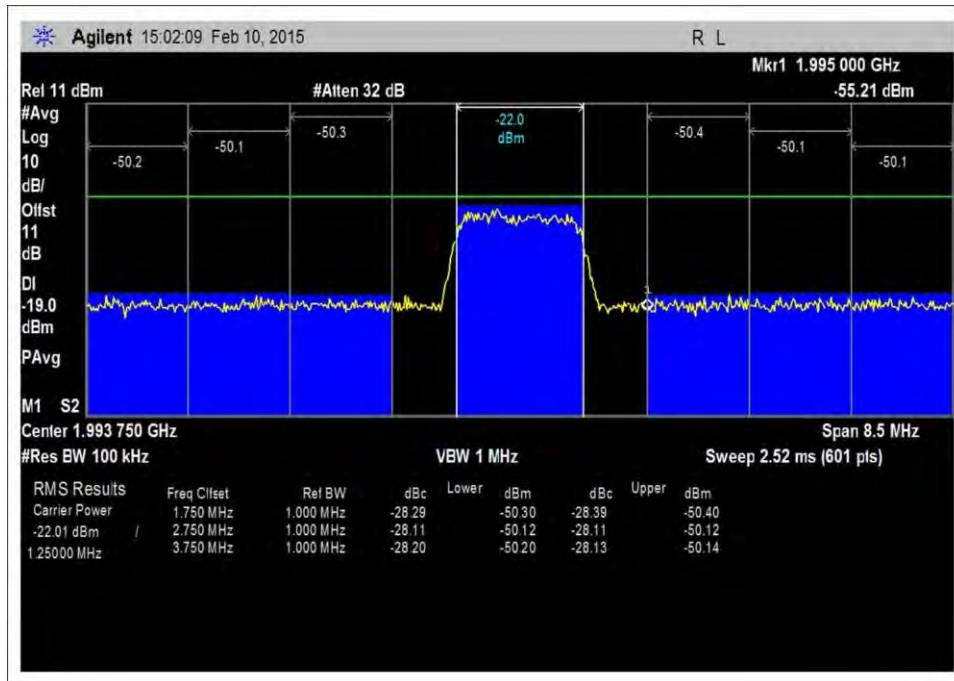 Agilent 15:02:09 Feb 10, 2015 R L
Mkr1 1.995 000 GHz
Rel 11 dBm #Atten 32 dB -55.21 dBm
#Avg
Log
10
dB/
Offst
11
dB
DI
-19.0
dBm
PAvg
M1 S2
-50.2 -50.1 -50.3 -22.0 -50.4 -50.1 -50.1
dBm
1
Center 1.993 750 GHz Span 8.5 MHz
#Res BW 100 kHz VBW 1 MHz Sweep 2.52 ms (601 pts)
RMS Results Freq Clfset Ref BW dBc Lower dBm dBc Upper dBm
Carrier Power 1.750 MHz 1.000 MHz -28.29 -50.30 -28.39 -50.40
-22.01 dBm / 2.750 MHz 1.000 MHz -28.11 -50.12 -28.11 -50.12
1.25000 MHz 3.750 MHz 1.000 MHz -28.20 -50.20 -28.13 -50.14